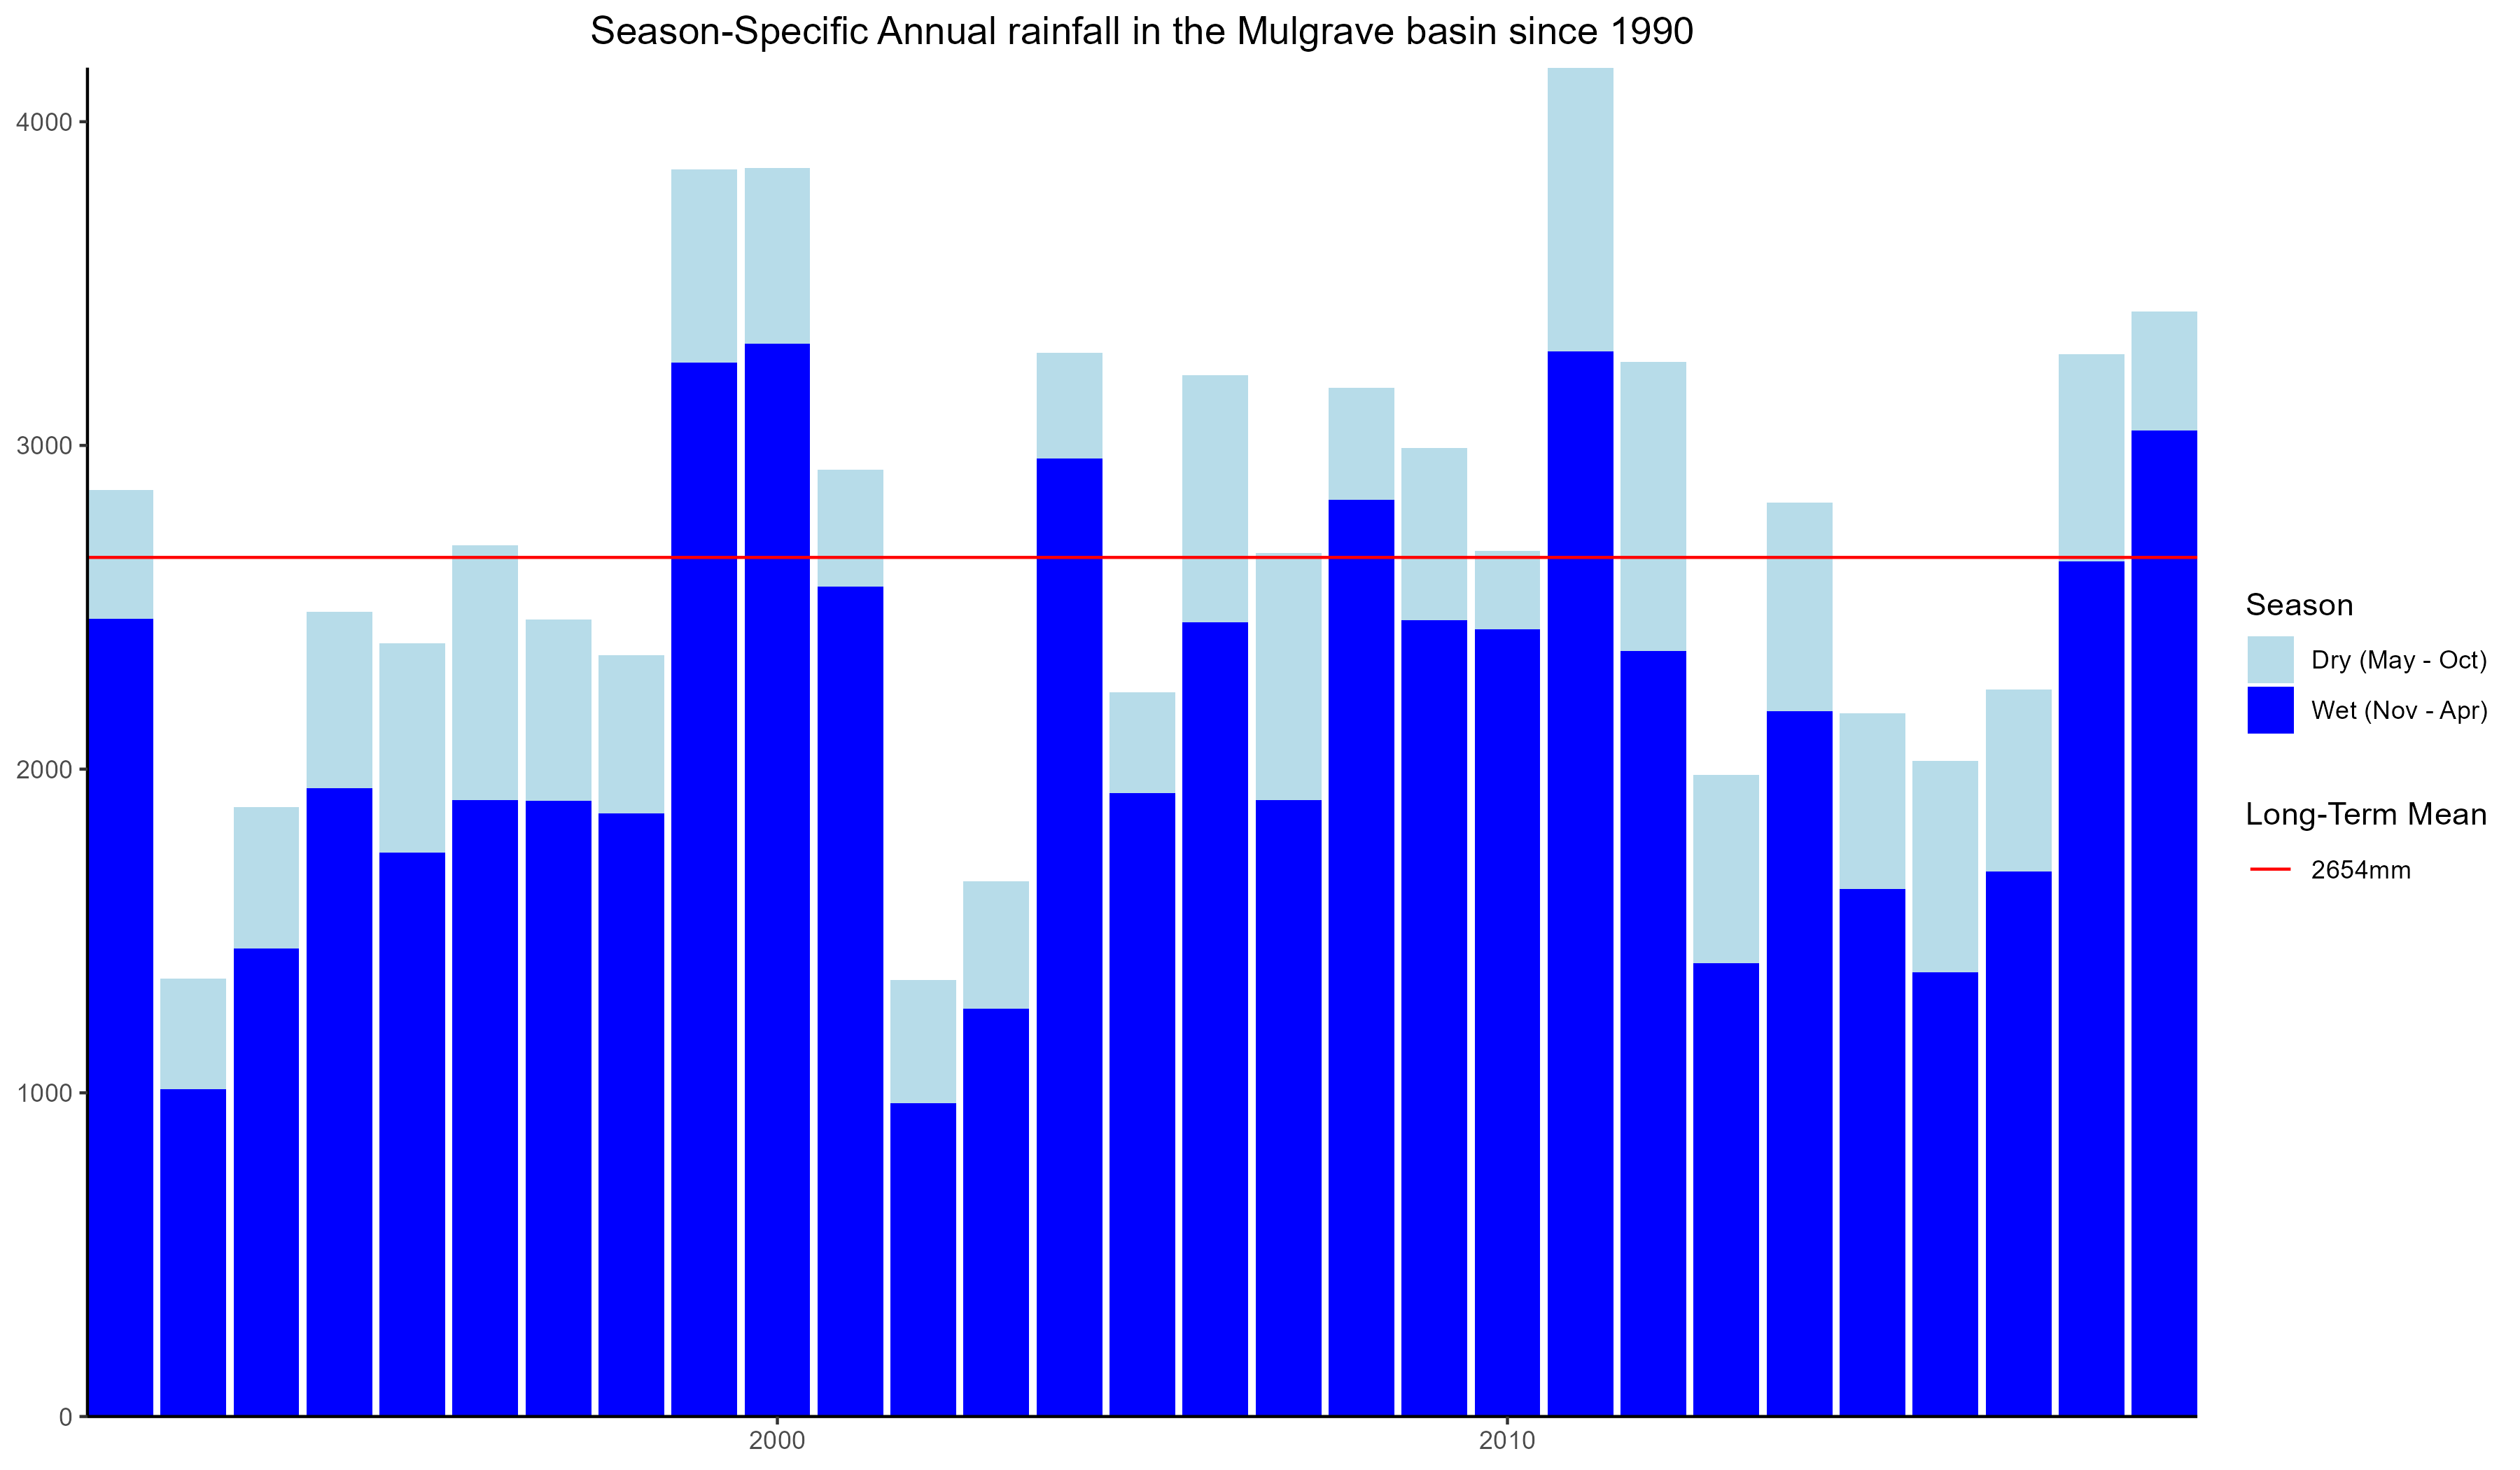 Season-Specific Annual rainfall in the Mulgrave basin since 1990
4000
3000
2000
1000
0
2000
2010
Season
Dry (May - Oct)
Wet (Nov - Apr)
Long-Term Mean
2654mm